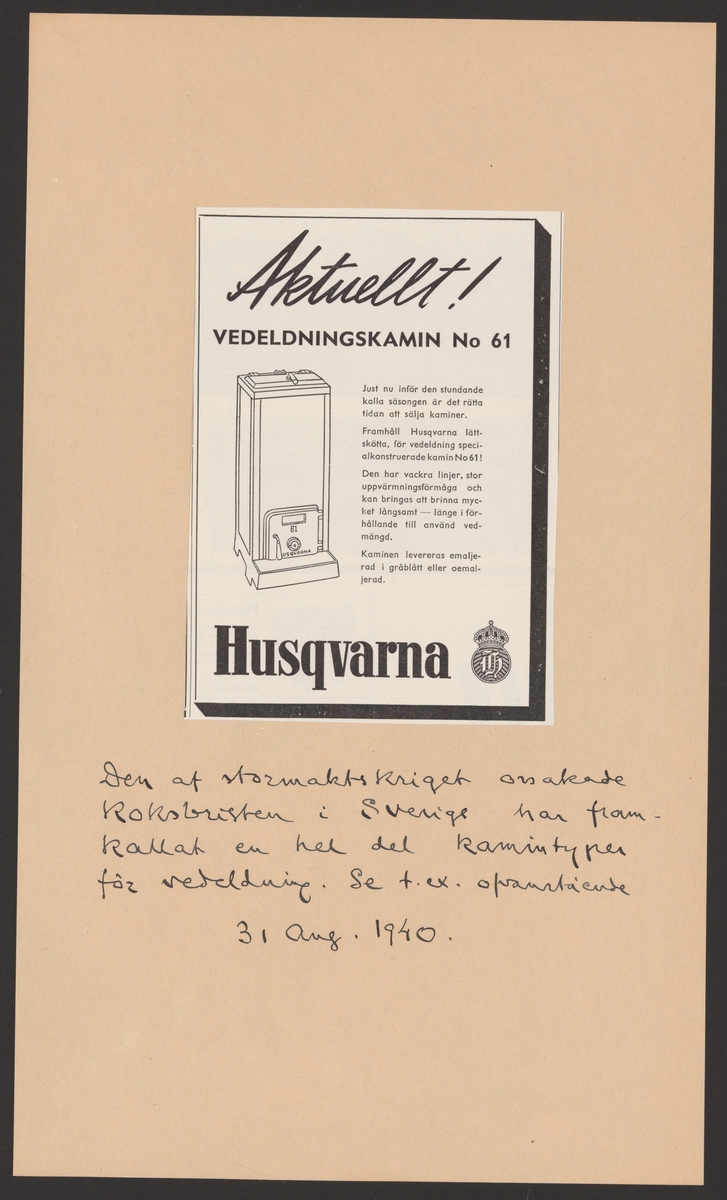 Aktuellt!
VEDELDNINGSKAMIN No 61
Just nu inför den stundande
kalla säsongen är det rätta
tidan att sälja kaminer.
Framhåll Husqvarna lätt-
skötta, för vedeldning speci-
alkonstruerade kamin No 61!
Den har vackra linjer, stor
uppvärmningsförmåga och
kan bringas att brinna myc-
ket långsamt — länge i för-
hållande till använd ved-
mängd.
Kaminen levereras emalje-
rad i gråblått eller oemal-
jerad.
61
HUSQVARNA
Husqvarna
Den af stormaktskriget orsakade
Koksbristen i Sverige har fram-
kallat en hel del kamintyper
för vedeldning. Se t.ex. ofvanstående
31 Aug. 1940.